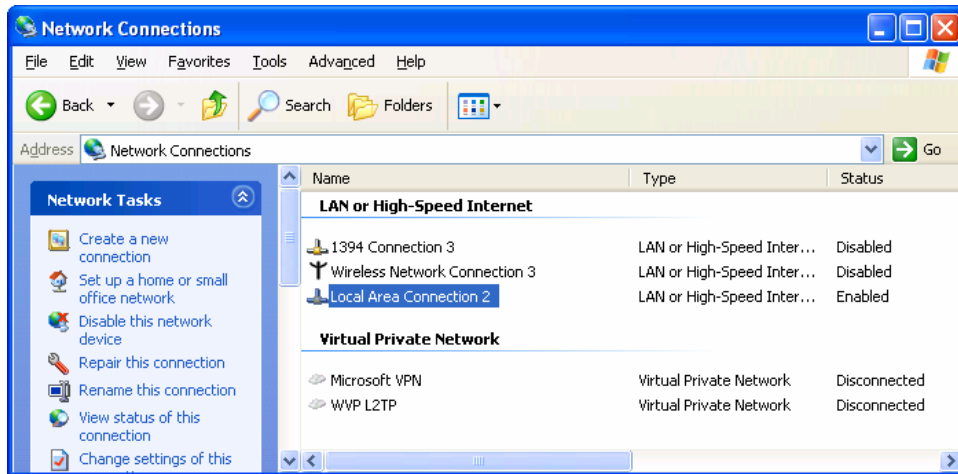 Network Connections
File Edit View Favorites Tools Advanced Help
Back Search Folders
Address Network Connections Go
Network Tasks
Create a new
connection
Set up a home or small
office network
Disable this network
device
Repair this connection
Rename this connection
View status of this
connection
Change settings of this
Name Type Status
LAN or High-Speed Internet
1394 Connection 3 LAN or High-Speed Inter... Disabled
Wireless Network Connection 3 LAN or High-Speed Inter... Disabled
Local Area Connection 2 LAN or High-Speed Inter... Enabled
Virtual Private Network
Microsoft VPN Virtual Private Network Disconnected
WVP L2TP Virtual Private Network Disconnected